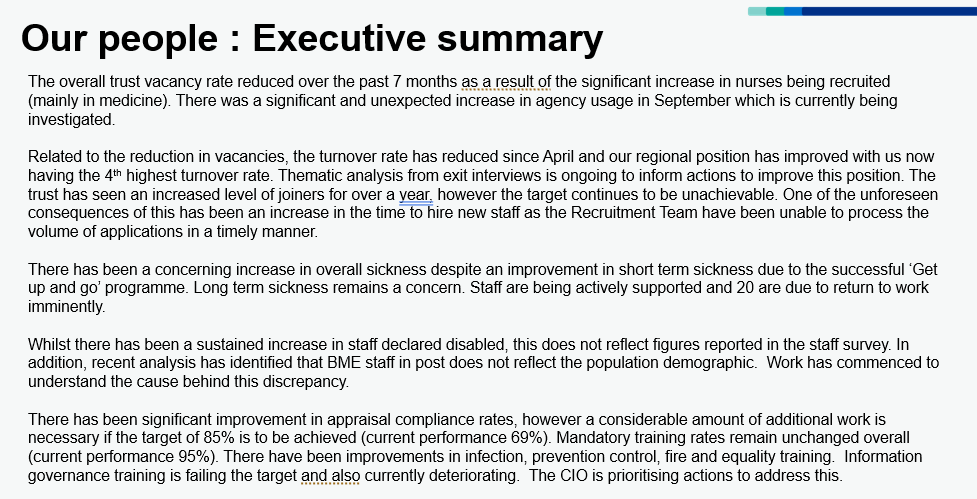 Our people : Executive summary
The overall trust vacancy rate reduced over the past 7 months as a result of the significant increase in nurses being recruited
(mainly in medicine). There was a significant and unexpected increase in agency usage in September which is currently being
investigated.
Related to the reduction in vacancies, the turnover rate has reduced since April and our regional position has improved with us now
having the 4th highest turnover rate. Thematic analysis from exit interviews is ongoing to inform actions to improve this position. The
trust has seen an increased level of joiners for over a year, however the target continues to be unachievable. One of the unforeseen
consequences of this has been an increase in the time to hire new staff as the Recruitment Team have been unable to process the
volume of applications in a timely manner.
There has been a concerning increase in overall sickness despite an improvement in short term sickness due to the successful ‘Get
up and go’ programme. Long term sickness remains a concern. Staff are being actively supported and 20 are due to return to work
imminently.
Whilst there has been a sustained increase in staff declared disabled, this does not reflect figures reported in the staff survey. In
addition, recent analysis has identified that BME staff in post does not reflect the population demographic.  Work has commenced to
understand the cause behind this discrepancy.
There has been significant improvement in appraisal compliance rates, however a considerable amount of additional work is
necessary if the target of 85% is to be achieved (current performance 69%). Mandatory training rates remain unchanged overall
(current performance 95%). There have been improvements in infection, prevention control, fire and equality training.  Information
governance training is failing the target and also currently deteriorating.  The CIO is prioritising actions to address this.